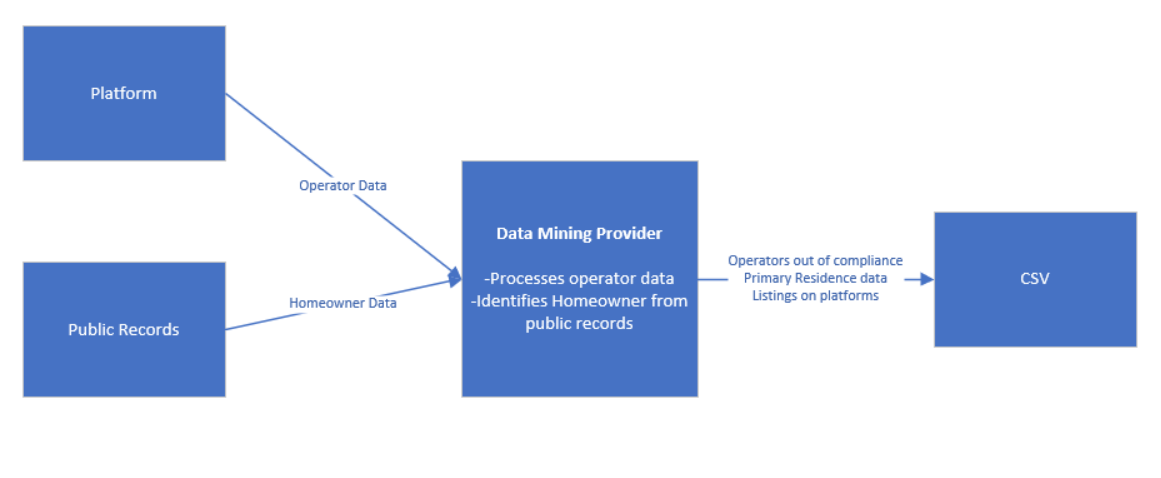 Platform
Operator Data
Data Mining Provider
-Processes operator data
-Identifies Homeowner from
public records
Operators out of compliance
Primary Residence data
Listings on platforms
CSV
Homeowner Data
Public Records